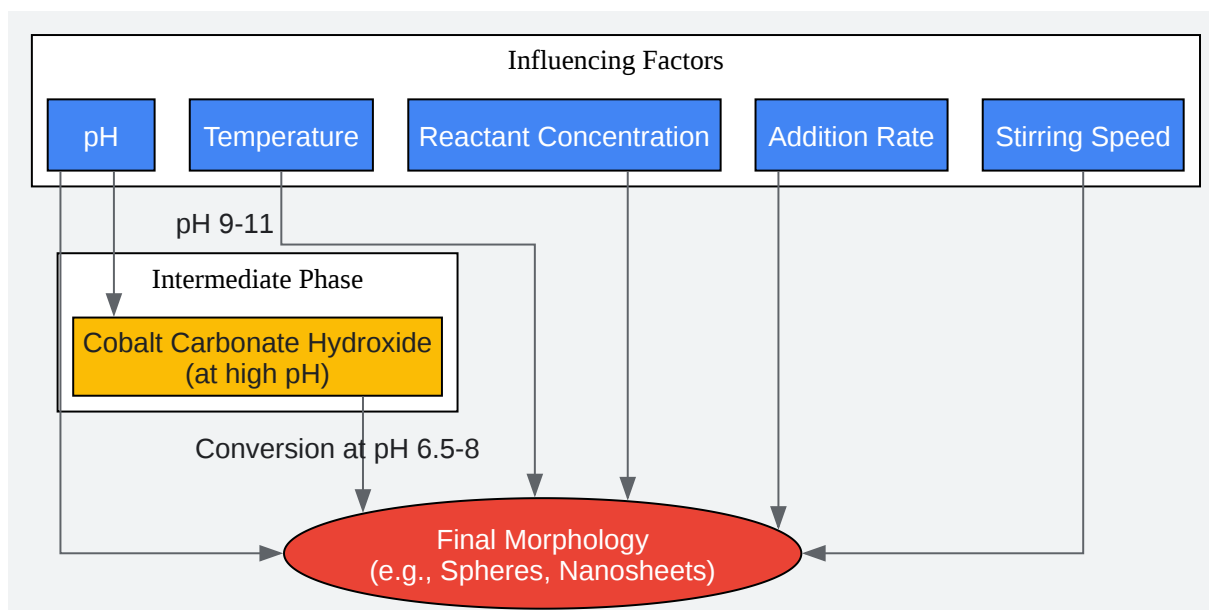 Influencing Factors
pH
Temperature
Reactant Concentration
Addition Rate
Stirring Speed
pH 9-11
Intermediate Phase
Cobalt Carbonate Hydroxide
(at high pH)
Conversion at pH 6.5-8
Final Morphology
(e.g., Spheres, Nanosheets)